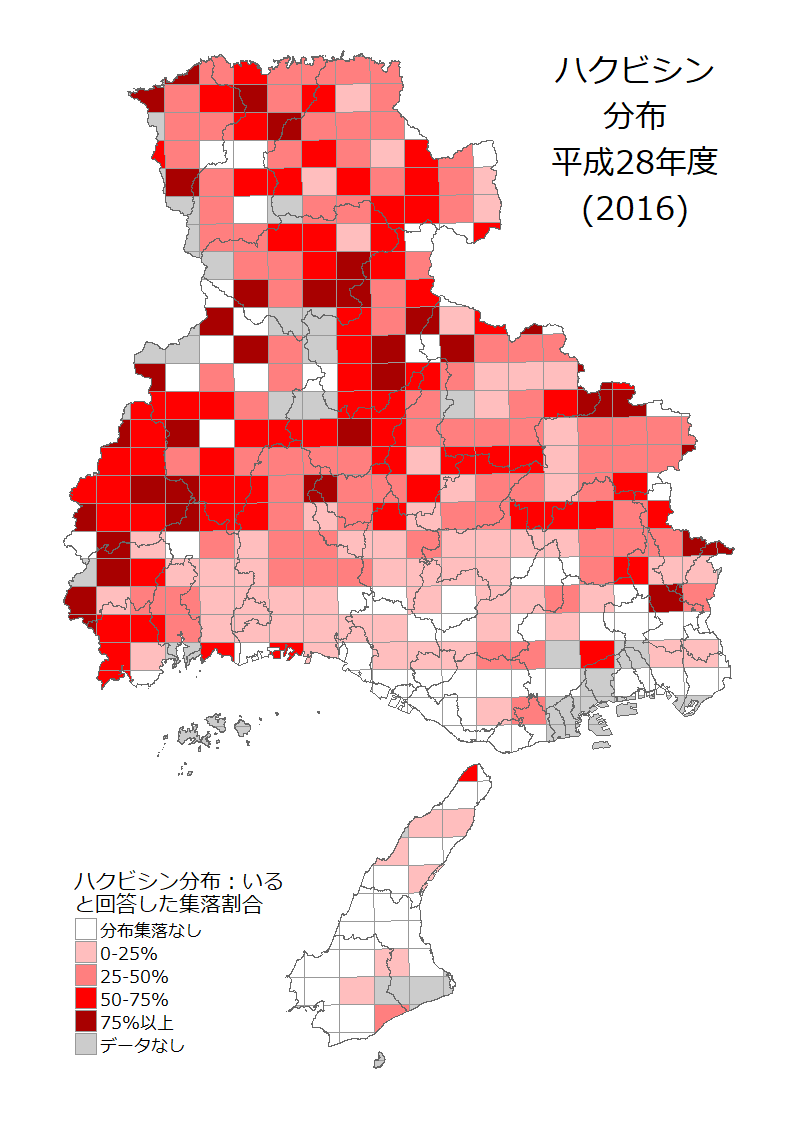 ハクビシン
分布
平成28年度
(2016)
ハクビシン分布：いる
と回答した集落割合
分布集落なし
0-25%
25-50%
50-75%
75%以上
データなし